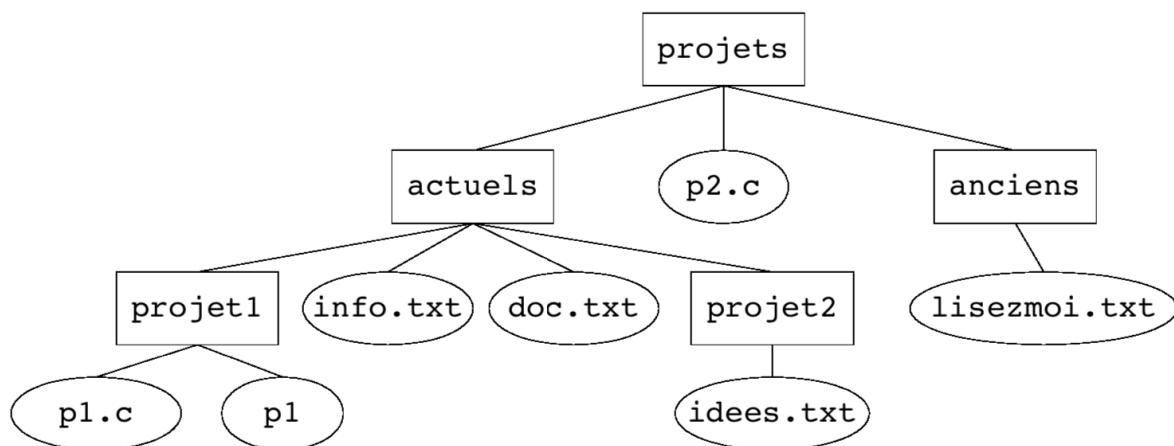 projets
actuels
p2.c
anciens
projet1
info.txt
doc.txt
projet2
lisezmoi.txt
p1.c
p1
idees.txt